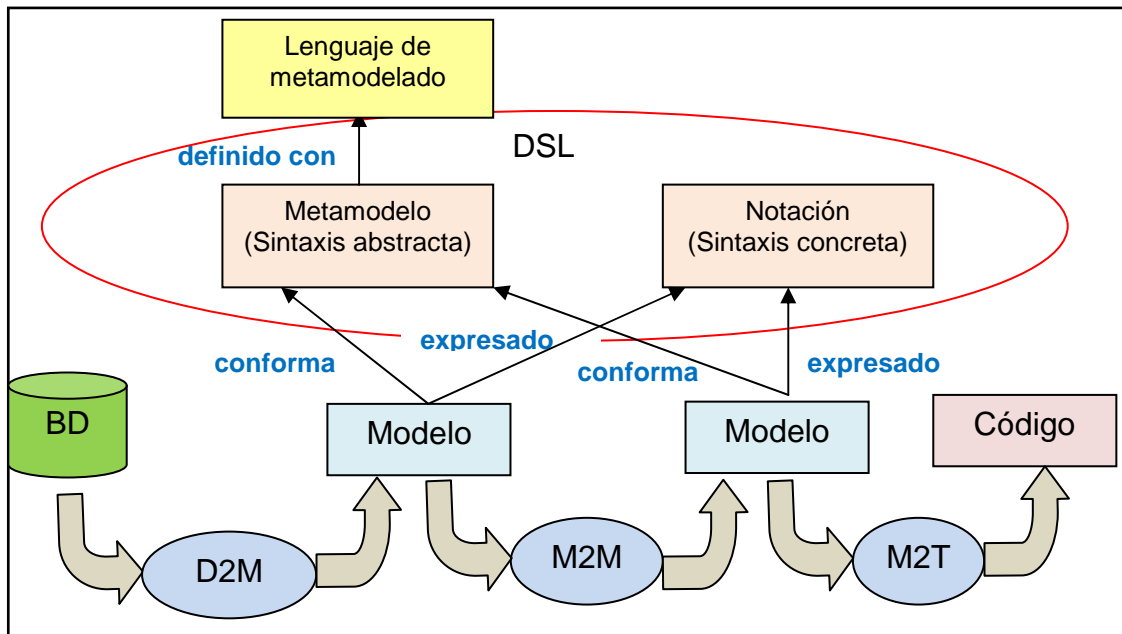 Lenguaje de
metamodelado
DSL
definido con
Metamodelo
(Sintaxis abstracta)
Notación
(Sintaxis concreta)
conforma
expresado
conforma
expresado
BD
Modelo
Modelo
Código
D2M
M2M
M2T